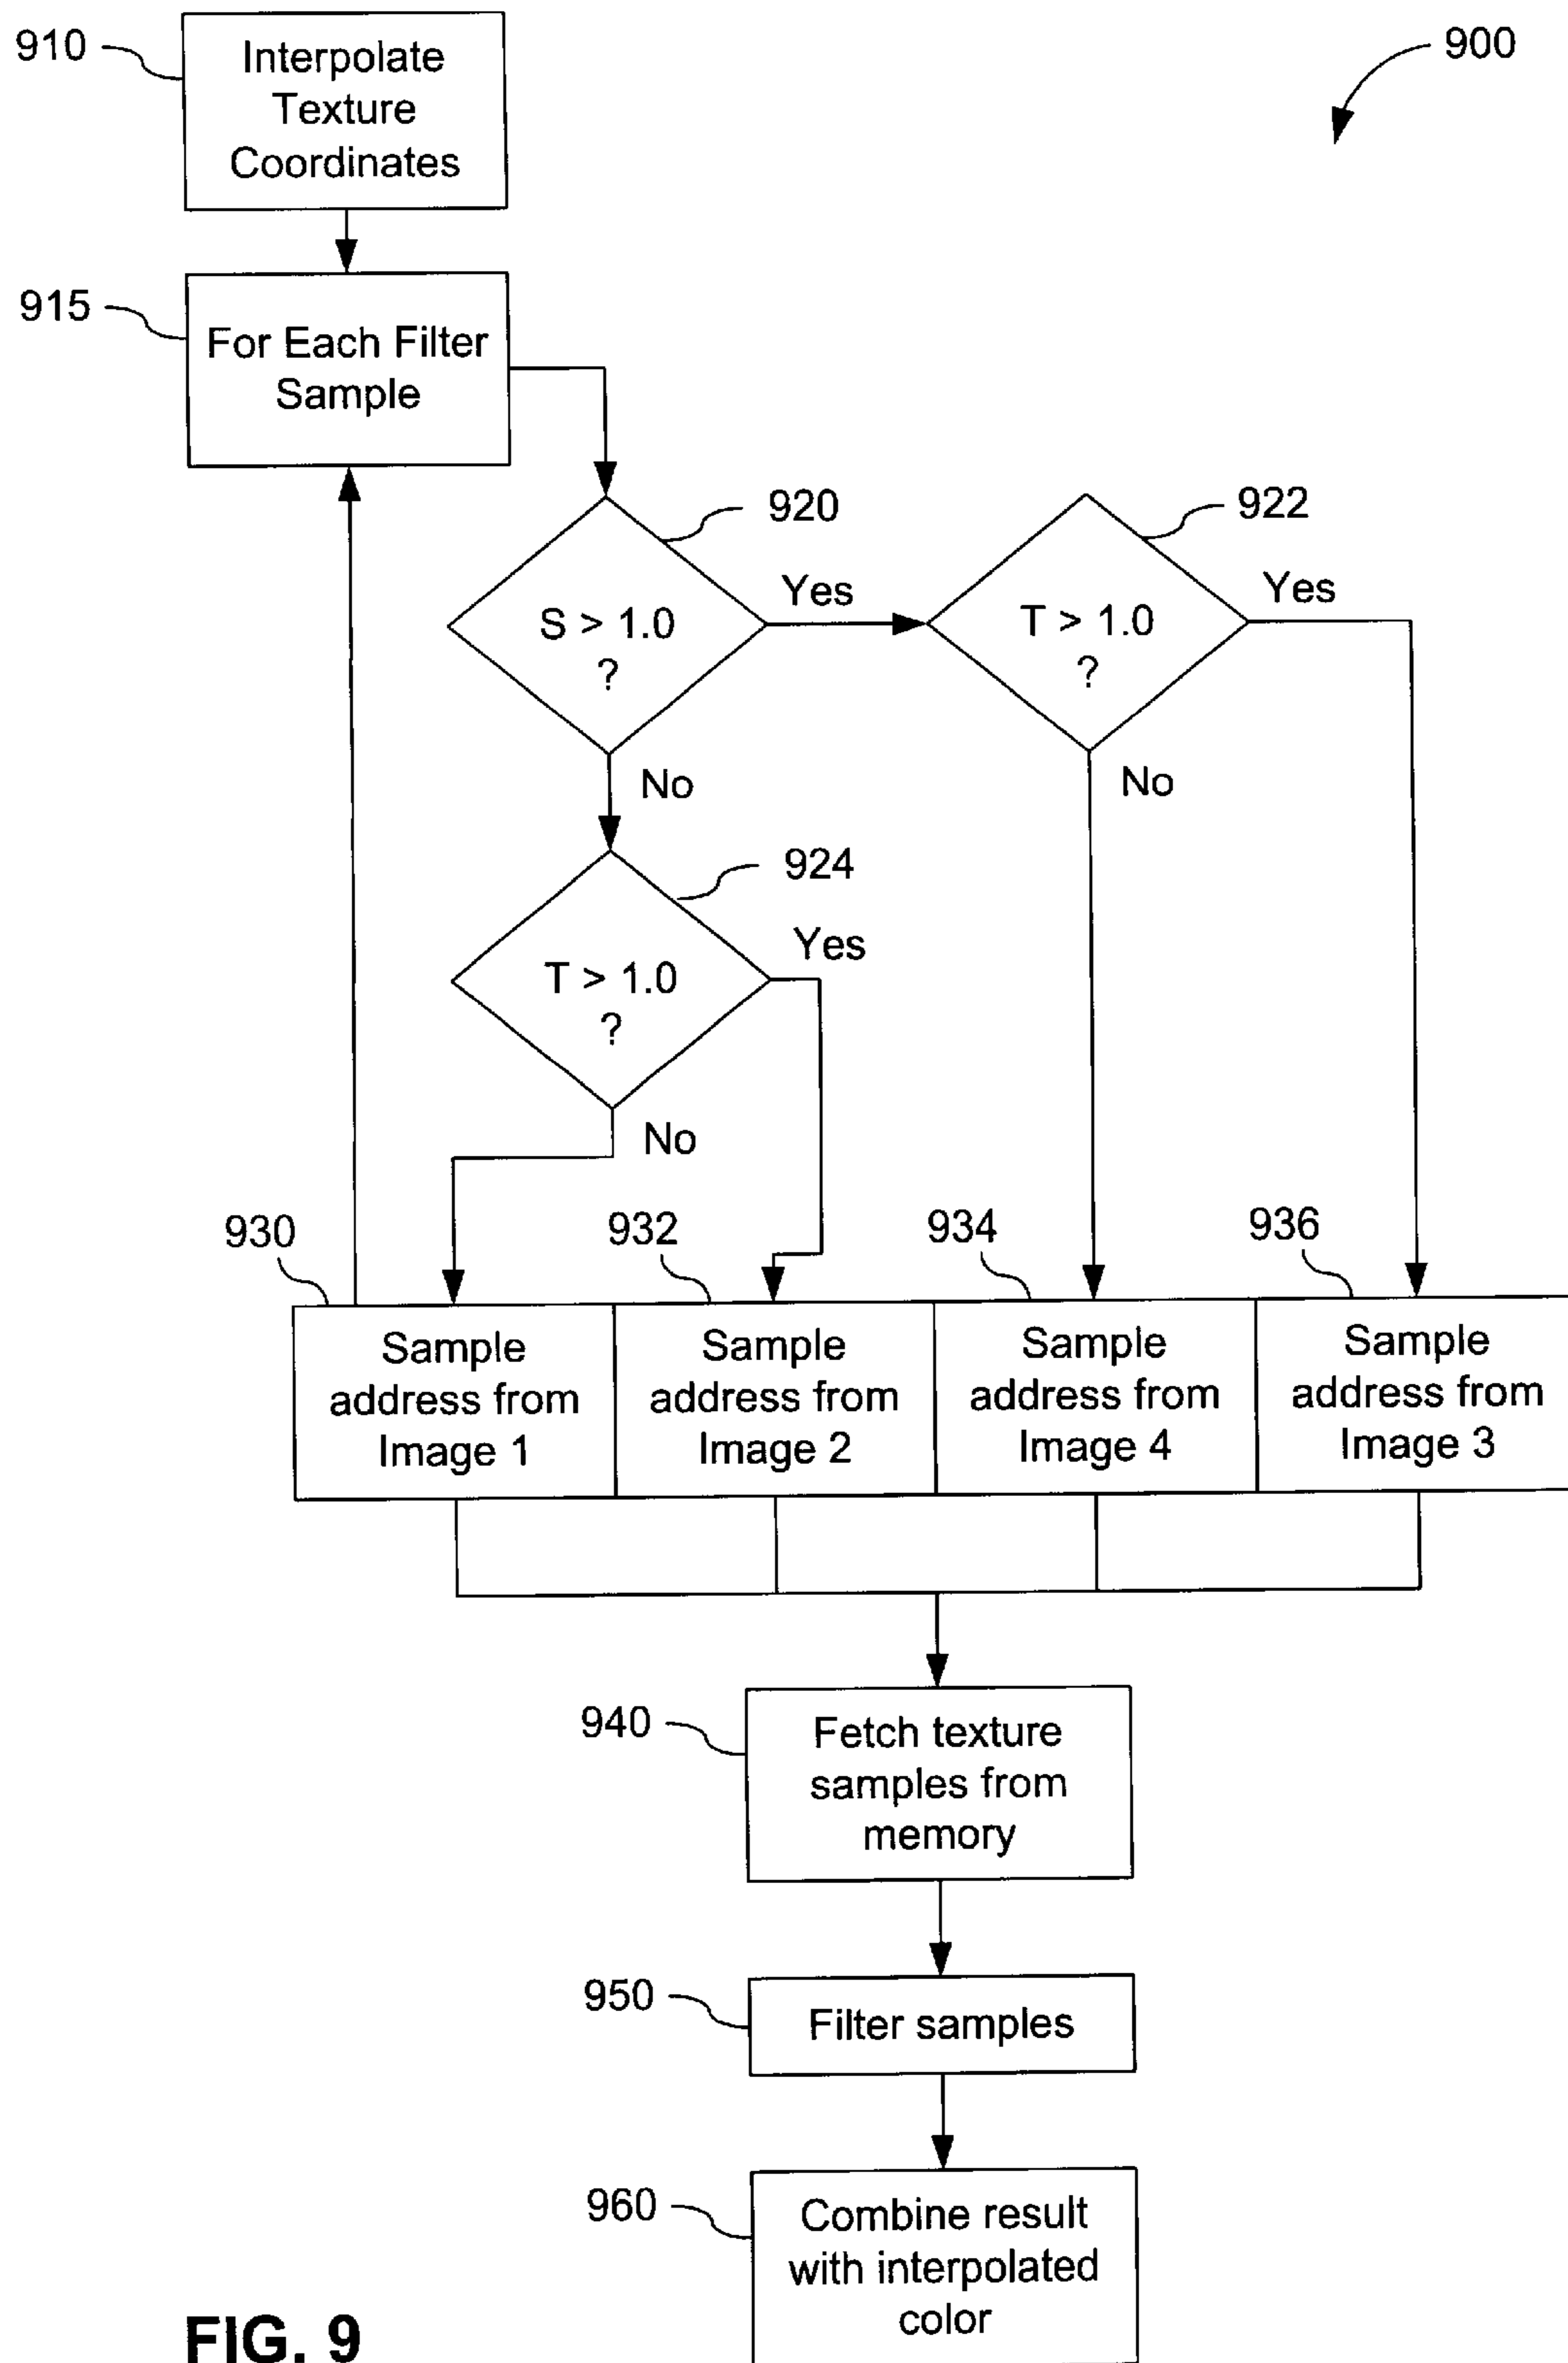 910
Interpolate
Texture
Coordinates
900
915
For Each Filter
Sample
920
S > 1.0
?
Yes
922
T > 1.0
?
Yes
No
No
924
T > 1.0
?
Yes
No
930
932
934
936
Sample
address from
Image 1
Sample
address from
Image 2
Sample
address from
Image 4
Sample
address from
Image 3
940
Fetch texture
samples from
memory
950
Filter samples
960
Combine result
with interpolated
color
FIG. 9